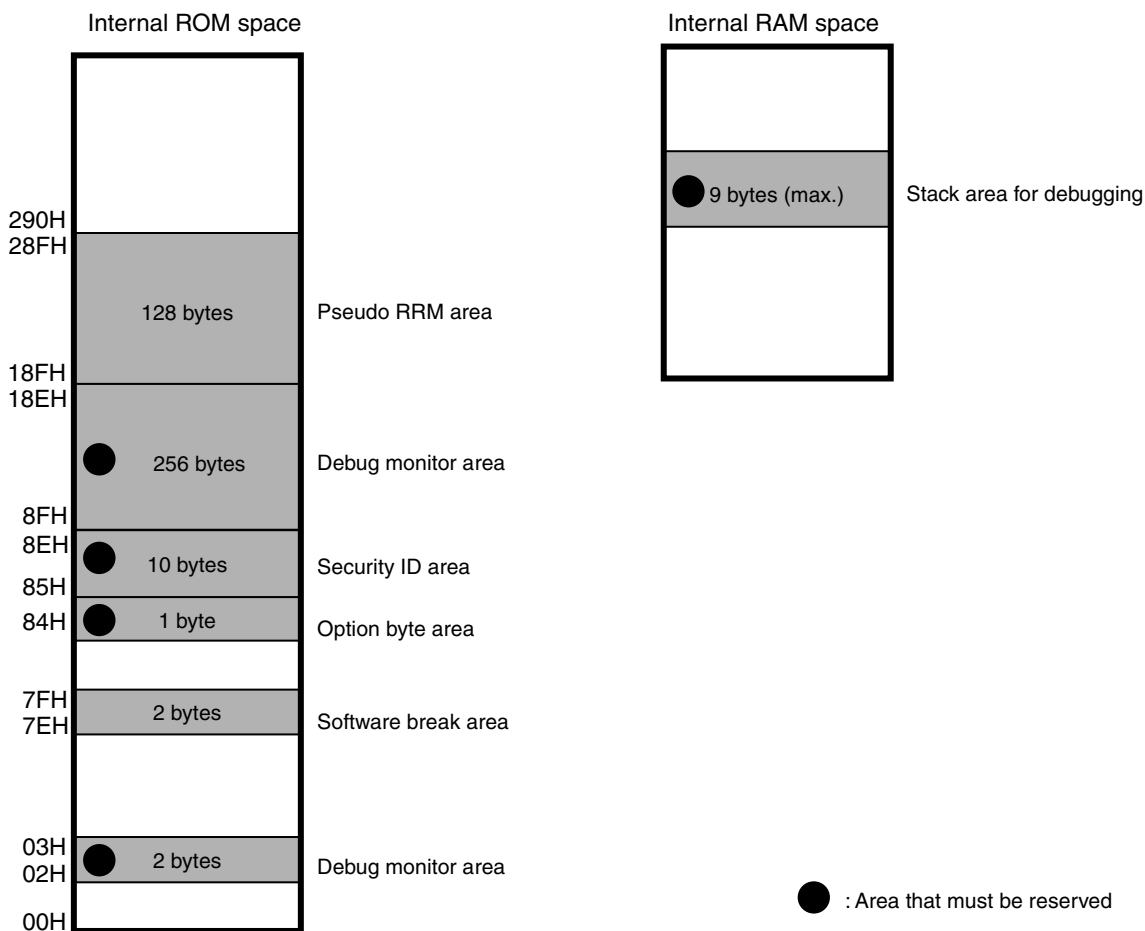 Internal ROM space
Internal RAM space
9 bytes (max.)
Stack area for debugging
290H
28FH
128 bytes
Pseudo RRM area
18FH
18EH
256 bytes
Debug monitor area
8FH
8EH
10 bytes
Security ID area
85H
84H
1 byte
Option byte area
7FH
7EH
2 bytes
Software break area
03H
02H
2 bytes
Debug monitor area
00H
: Area that must be reserved